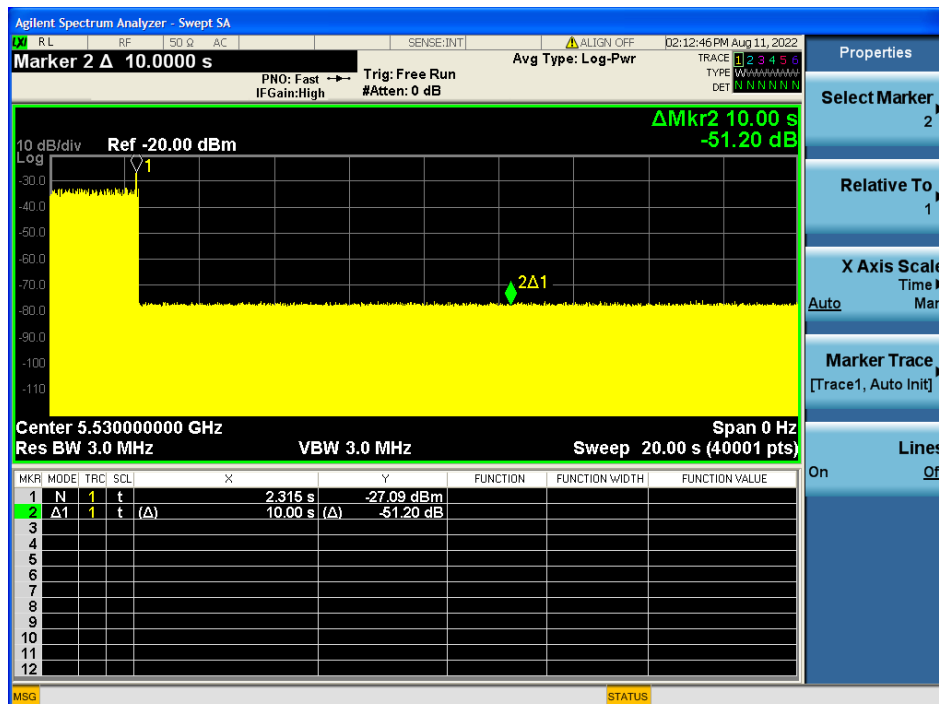 Agilent Spectrum Analyzer - Swept SA
LXI RL RF 50 Ω AC SENSE:INT ALIGN OFF 02:12:46 PM Aug 11, 2022
Marker 2 Δ 10.0000 s
PNO: Fast
IFGain:High
Trig: Free Run
#Atten: 0 dB
Avg Type: Log-Pwr
TRACE 1 2 3 4 5 6
TYPE WWWWWW
DET N N N N N N
ΔMkr2 10.00 s
-51.20 dB
10 dB/div Ref -20.00 dBm
Log
1
-30.0
-40.0
-50.0
-60.0
-70.0
2Δ1
-80.0
-90.0
-100
-110
Center 5.530000000 GHz Span 0 Hz
Res BW 3.0 MHz VBW 3.0 MHz Sweep 20.00 s (40001 pts)
MKR MODE TRC SCL X Y FUNCTION FUNCTION WIDTH FUNCTION VALUE
1 N 1 t 2.315 s -27.09 dBm
2 Δ1 1 t (Δ) 10.00 s (Δ) -51.20 dB
3
4
5
6
7
8
9
10
11
12
MSG STATUS
Properties
Select Marker
2
Relative To
1
X Axis Scale
Time
Auto Mar
Marker Trace
[Trace1, Auto Init]
Lines
On Of